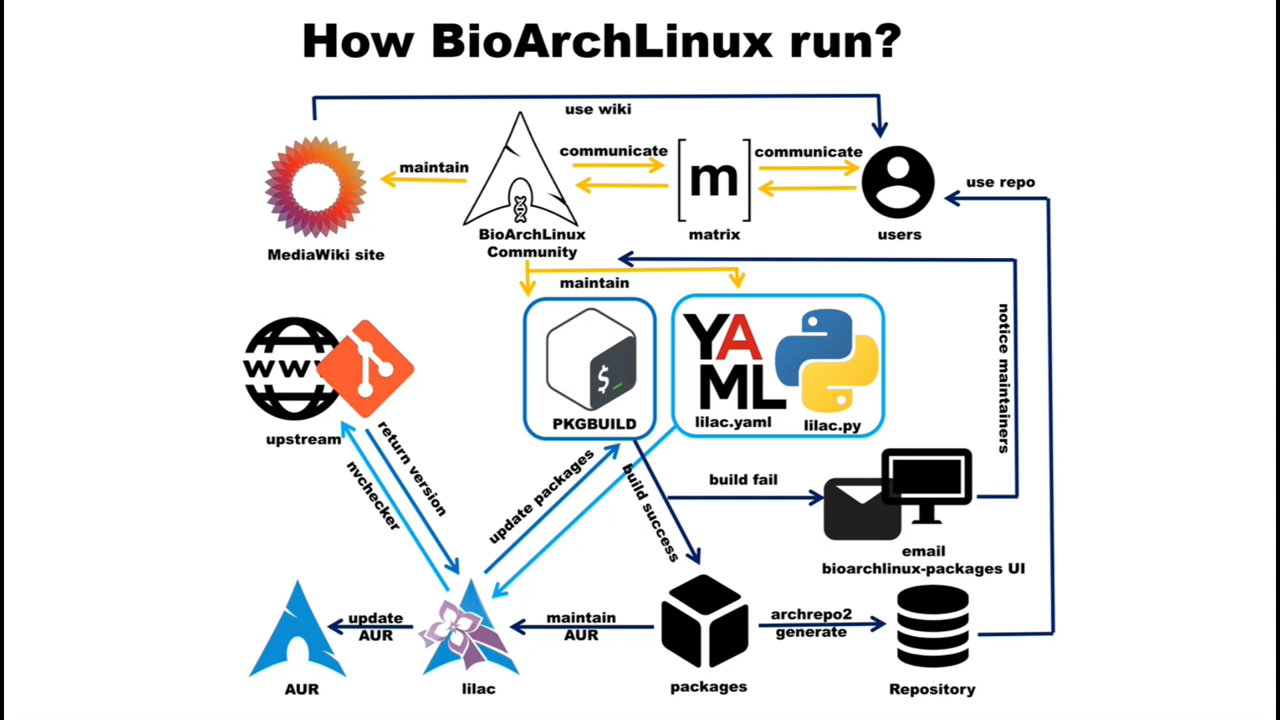 How BioArchLinux run?
use wiki
maintain
communicate
communicate
[m]
use repo
MediaWiki site
BioArchLinux
Community
matrix
users
maintain
notice maintainers
WWW
YA
ML
$_
upstream
PKGBUILD
lilac.yaml
lilac.py
return version
nvchecker
update packages
build success
build fail
email
bioarchlinux-packages UI
update
AUR
maintain
AUR
archrepo2
generate
AUR
lilac
packages
Repository